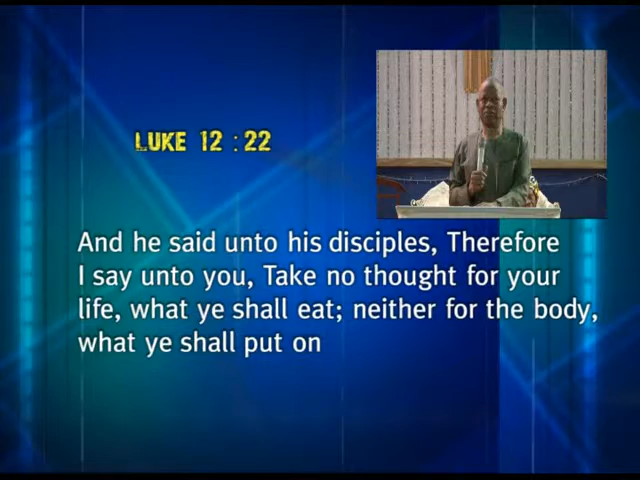 LUKE 12 : 22
And he said unto his disciples, Therefore
I say unto you, Take no thought for your
life, what ye shall eat; neither for the body,
what ye shall put on